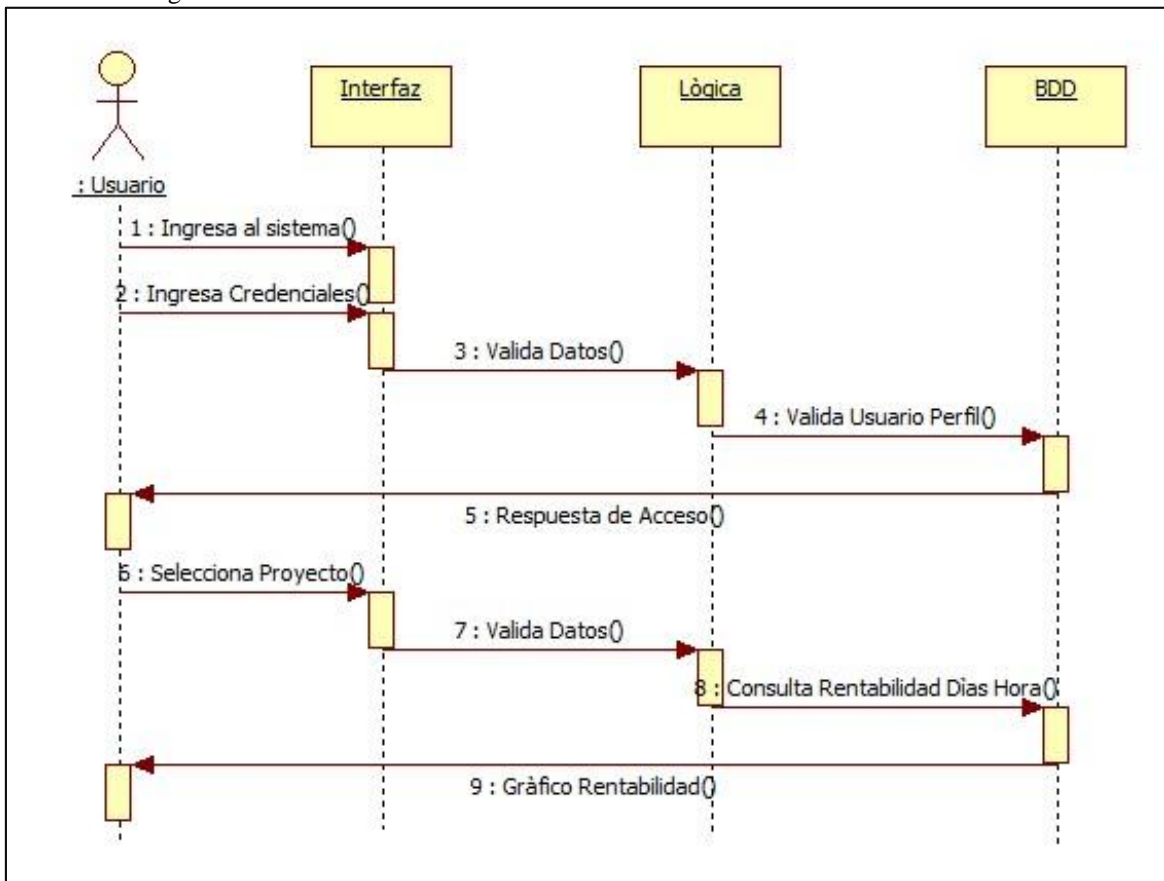 Interfaz
Lògica
BDD
: Usuario
1 : Ingresa al sistema()
2 : Ingresa Credenciales()
3 : Valida Datos()
4 : Valida Usuario Perfil()
5 : Respuesta de Acceso()
6 : Selecciona Proyecto()
7 : Valida Datos()
8 : Consulta Rentabilidad Dìas Hora()
9 : Gràfico Rentabilidad()